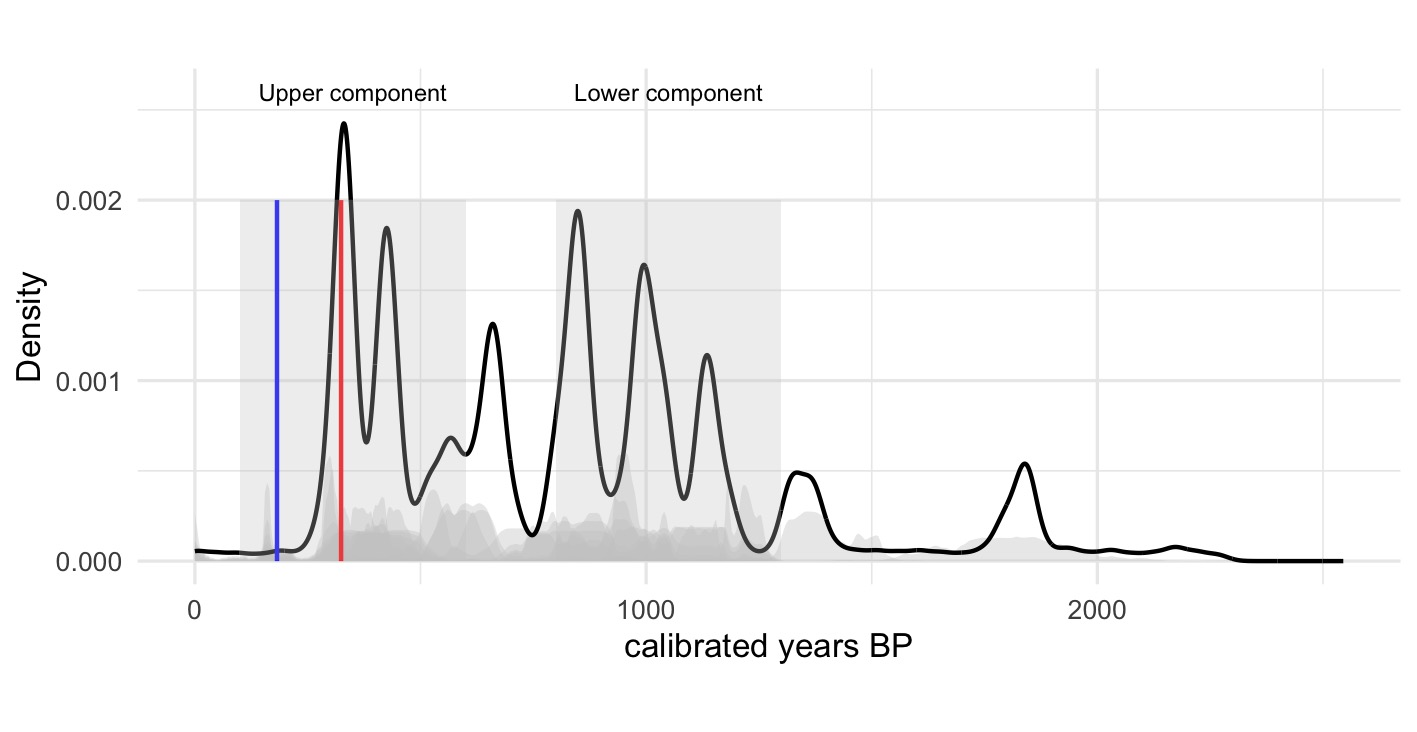 Upper component
Lower component
0.002
0.001
0.000
Density
0
1000
2000
calibrated years BP